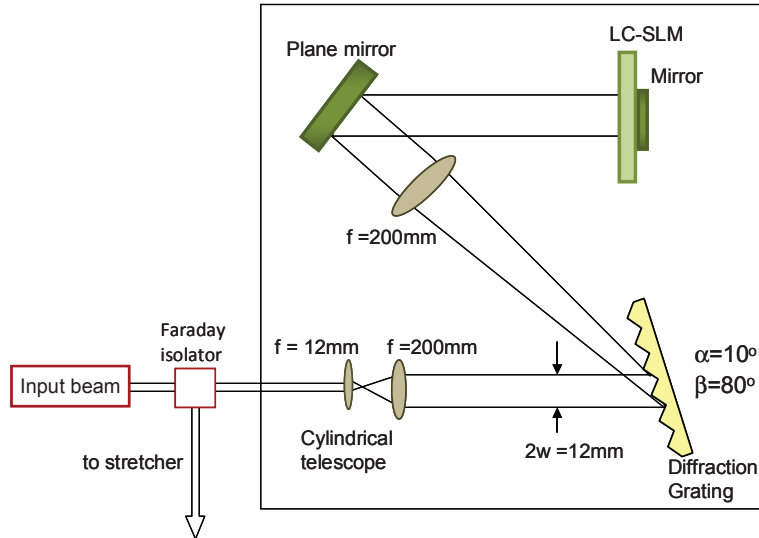 LC-SLM
Plane mirror
Mirror
f =200mm
Faraday
isolator
f = 12mm
f =200mm
α=10º
β=80º
Input beam
Cylindrical
telescope
2w =12mm
to stretcher
Diffraction
Grating